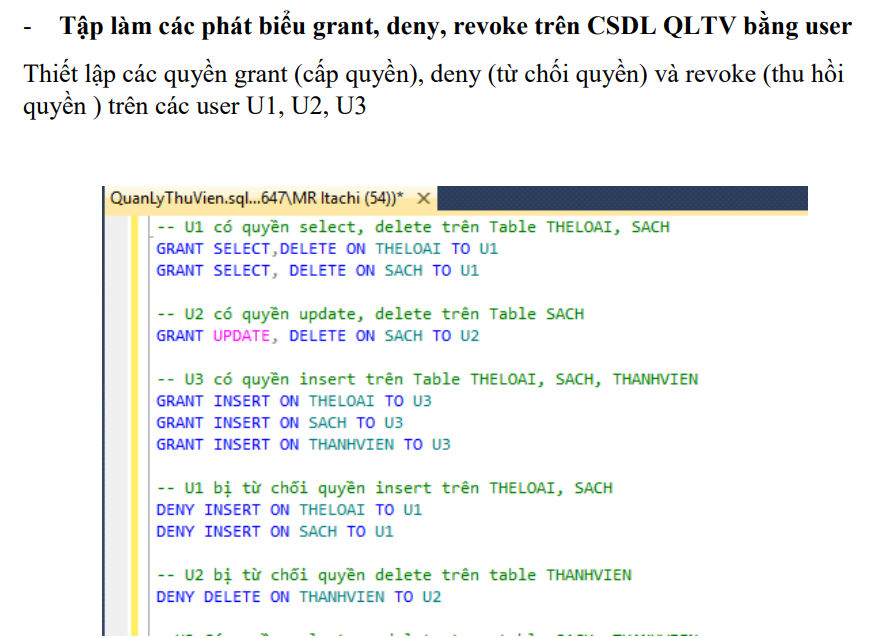 - Tập làm các phát biểu grant, deny, revoke trên CSDL QLTV bằng user
Thiết lập các quyền grant (cấp quyền), deny (từ chối quyền) và revoke (thu hồi
quyền ) trên các user U1, U2, U3
QuanLyThuVien.sql...647\MR Itachi (54))* ✕
-- U1 có quyền select, delete trên Table THELOAI, SACH
GRANT SELECT,DELETE ON THELOAI TO U1
GRANT SELECT, DELETE ON SACH TO U1
-- U2 có quyền update, delete trên Table SACH
GRANT UPDATE, DELETE ON SACH TO U2
-- U3 có quyền insert trên Table THELOAI, SACH, THANHVIEN
GRANT INSERT ON THELOAI TO U3
GRANT INSERT ON SACH TO U3
GRANT INSERT ON THANHVIEN TO U3
-- U1 bị từ chối quyền insert trên THELOAI, SACH
DENY INSERT ON THELOAI TO U1
DENY INSERT ON SACH TO U1
-- U2 bị từ chối quyền delete trên table THANHVIEN
DENY DELETE ON THANHVIEN TO U2